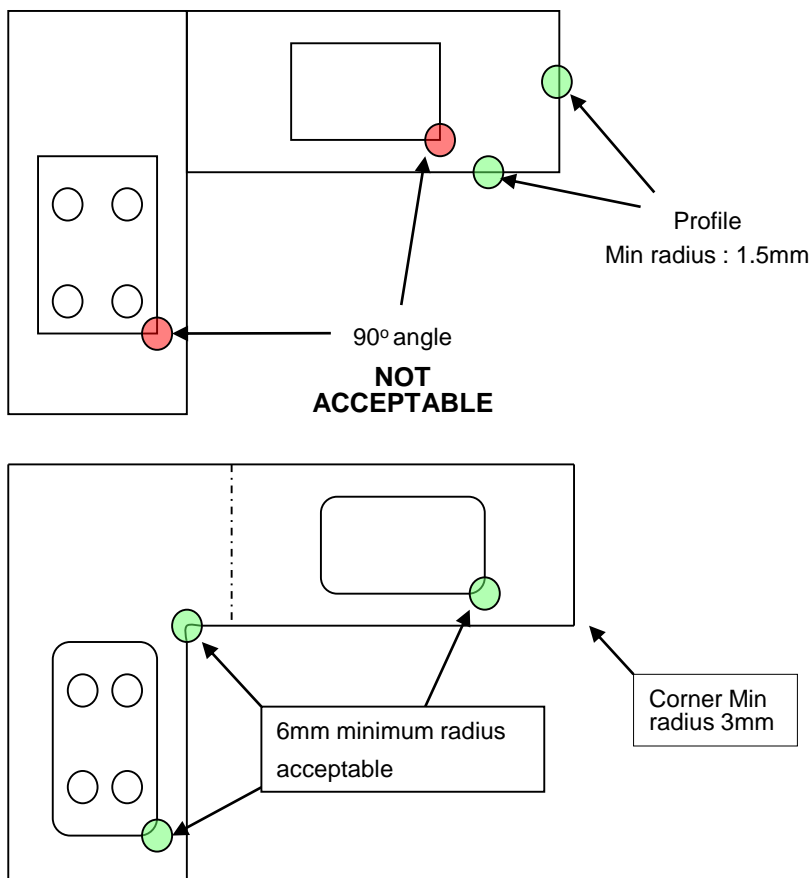 Profile
Min radius : 1.5mm
90º angle
NOT
ACCEPTABLE
6mm minimum radius
acceptable
Corner Min
radius 3mm